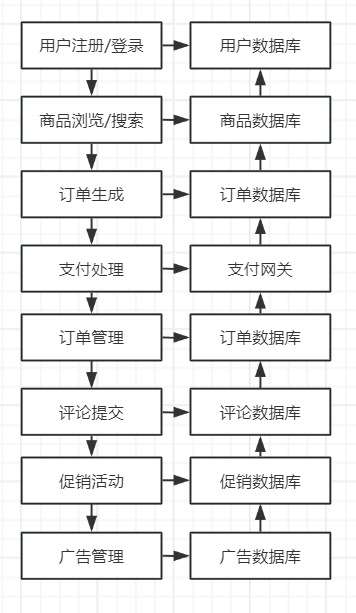 用户注册/登录
用户数据库
商品浏览/搜索
商品数据库
订单生成
订单数据库
支付处理
支付网关
订单管理
订单数据库
评论提交
评论数据库
促销活动
促销数据库
广告管理
广告数据库